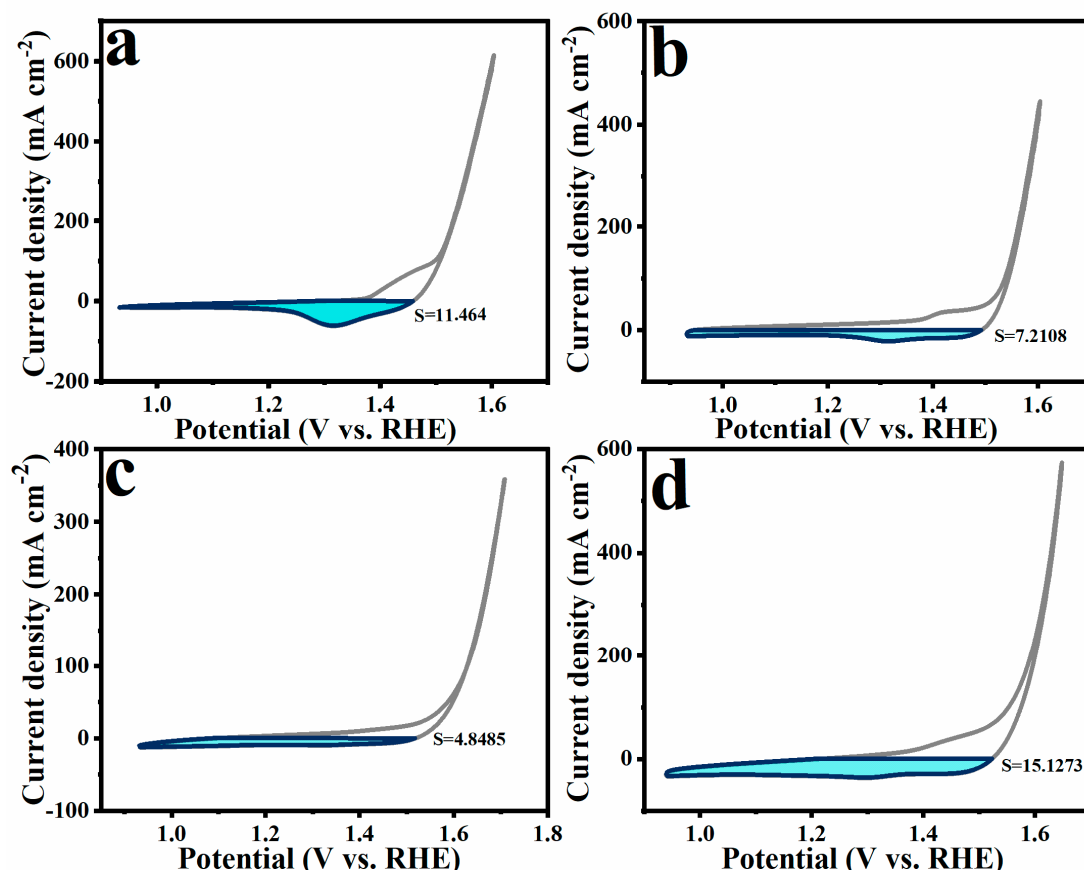 a
Current density (mA cm-2)
600
400
200
0
-200
1.0
1.2
1.4
1.6
Potential (V vs. RHE)
S=11.464
b
Current density (mA cm-2)
600
400
200
0
1.0
1.2
1.4
1.6
Potential (V vs. RHE)
S=7.2108
c
Current density (mA cm-2)
400
300
200
100
0
-100
1.0
1.2
1.4
1.6
1.8
Potential (V vs. RHE)
S=4.8485
d
Current density (mA cm-2)
600
400
200
0
1.0
1.2
1.4
1.6
Potential (V vs. RHE)
S=15.1273